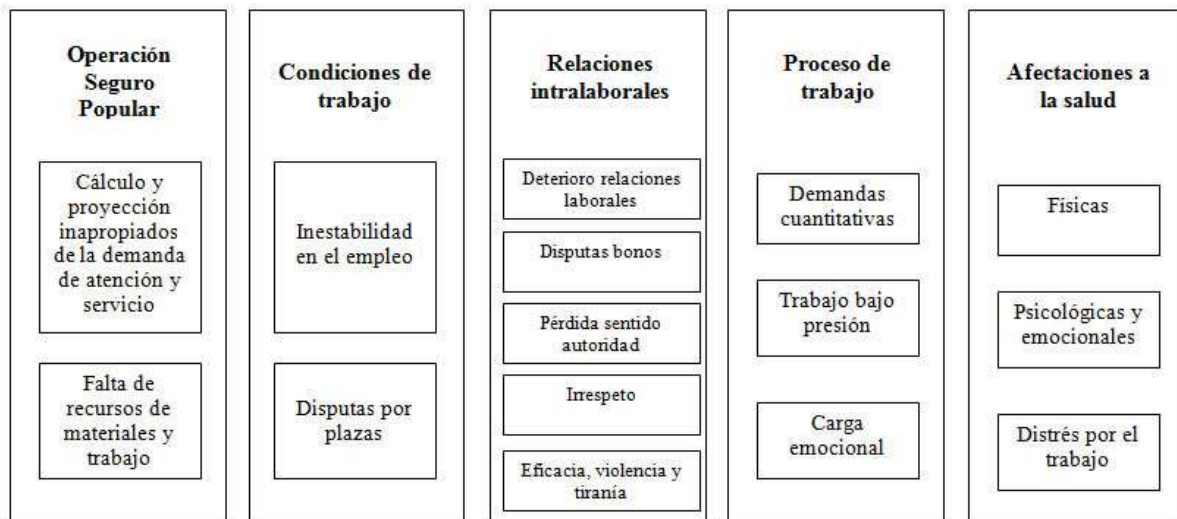 Operación
Seguro
Popular
Cálculo y
proyección
inapropiados
de la demanda
de atención y
servicio
Falta de
recursos de
materiales y
trabajo
Condiciones de
trabajo
Inestabilidad
en el empleo
Disputas por
plazas
Relaciones
intralaborales
Deterioro relaciones
laborales
Disputas bonos
Pérdida sentido
autoridad
Irrespeto
Eficacia, violencia y
tiranía
Proceso de
trabajo
Demandas
cuantitativas
Trabajo bajo
presión
Carga
emocional
Afectaciones a
la salud
Físicas
Psicológicas y
emocionales
Distrés por el
trabajo